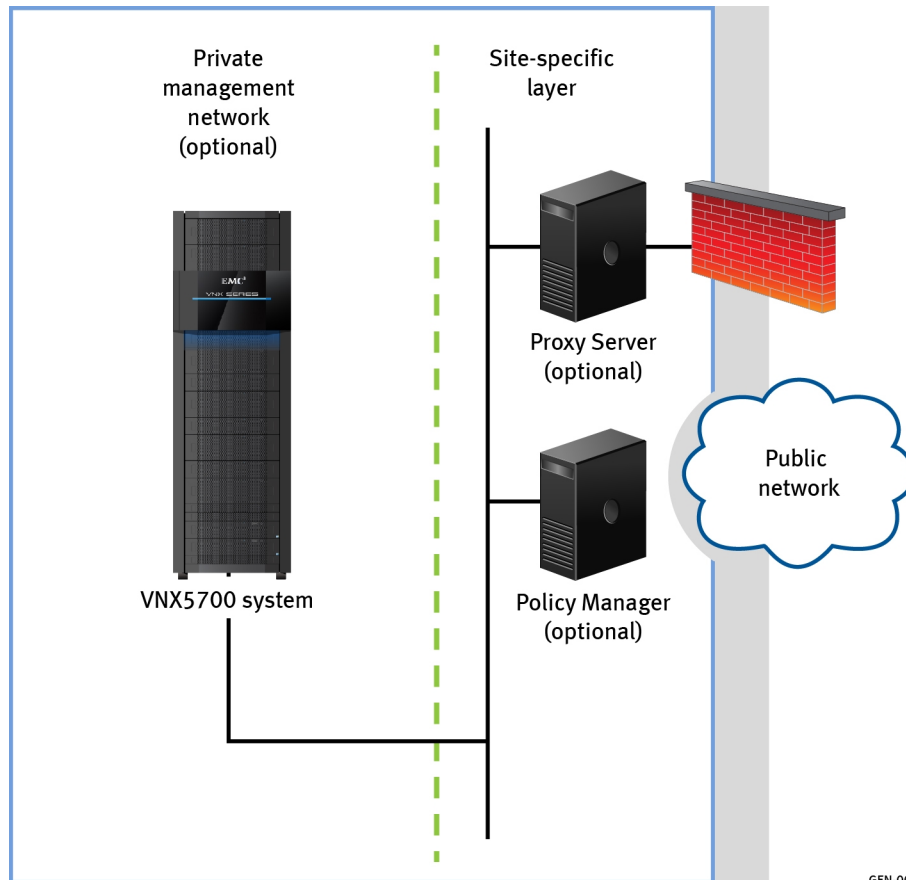 Private
management
network
(optional)
Site-specific
layer
EMC²
VNX SERIES
Proxy Server
(optional)
Public
network
VNX5700 system
Policy Manager
(optional)